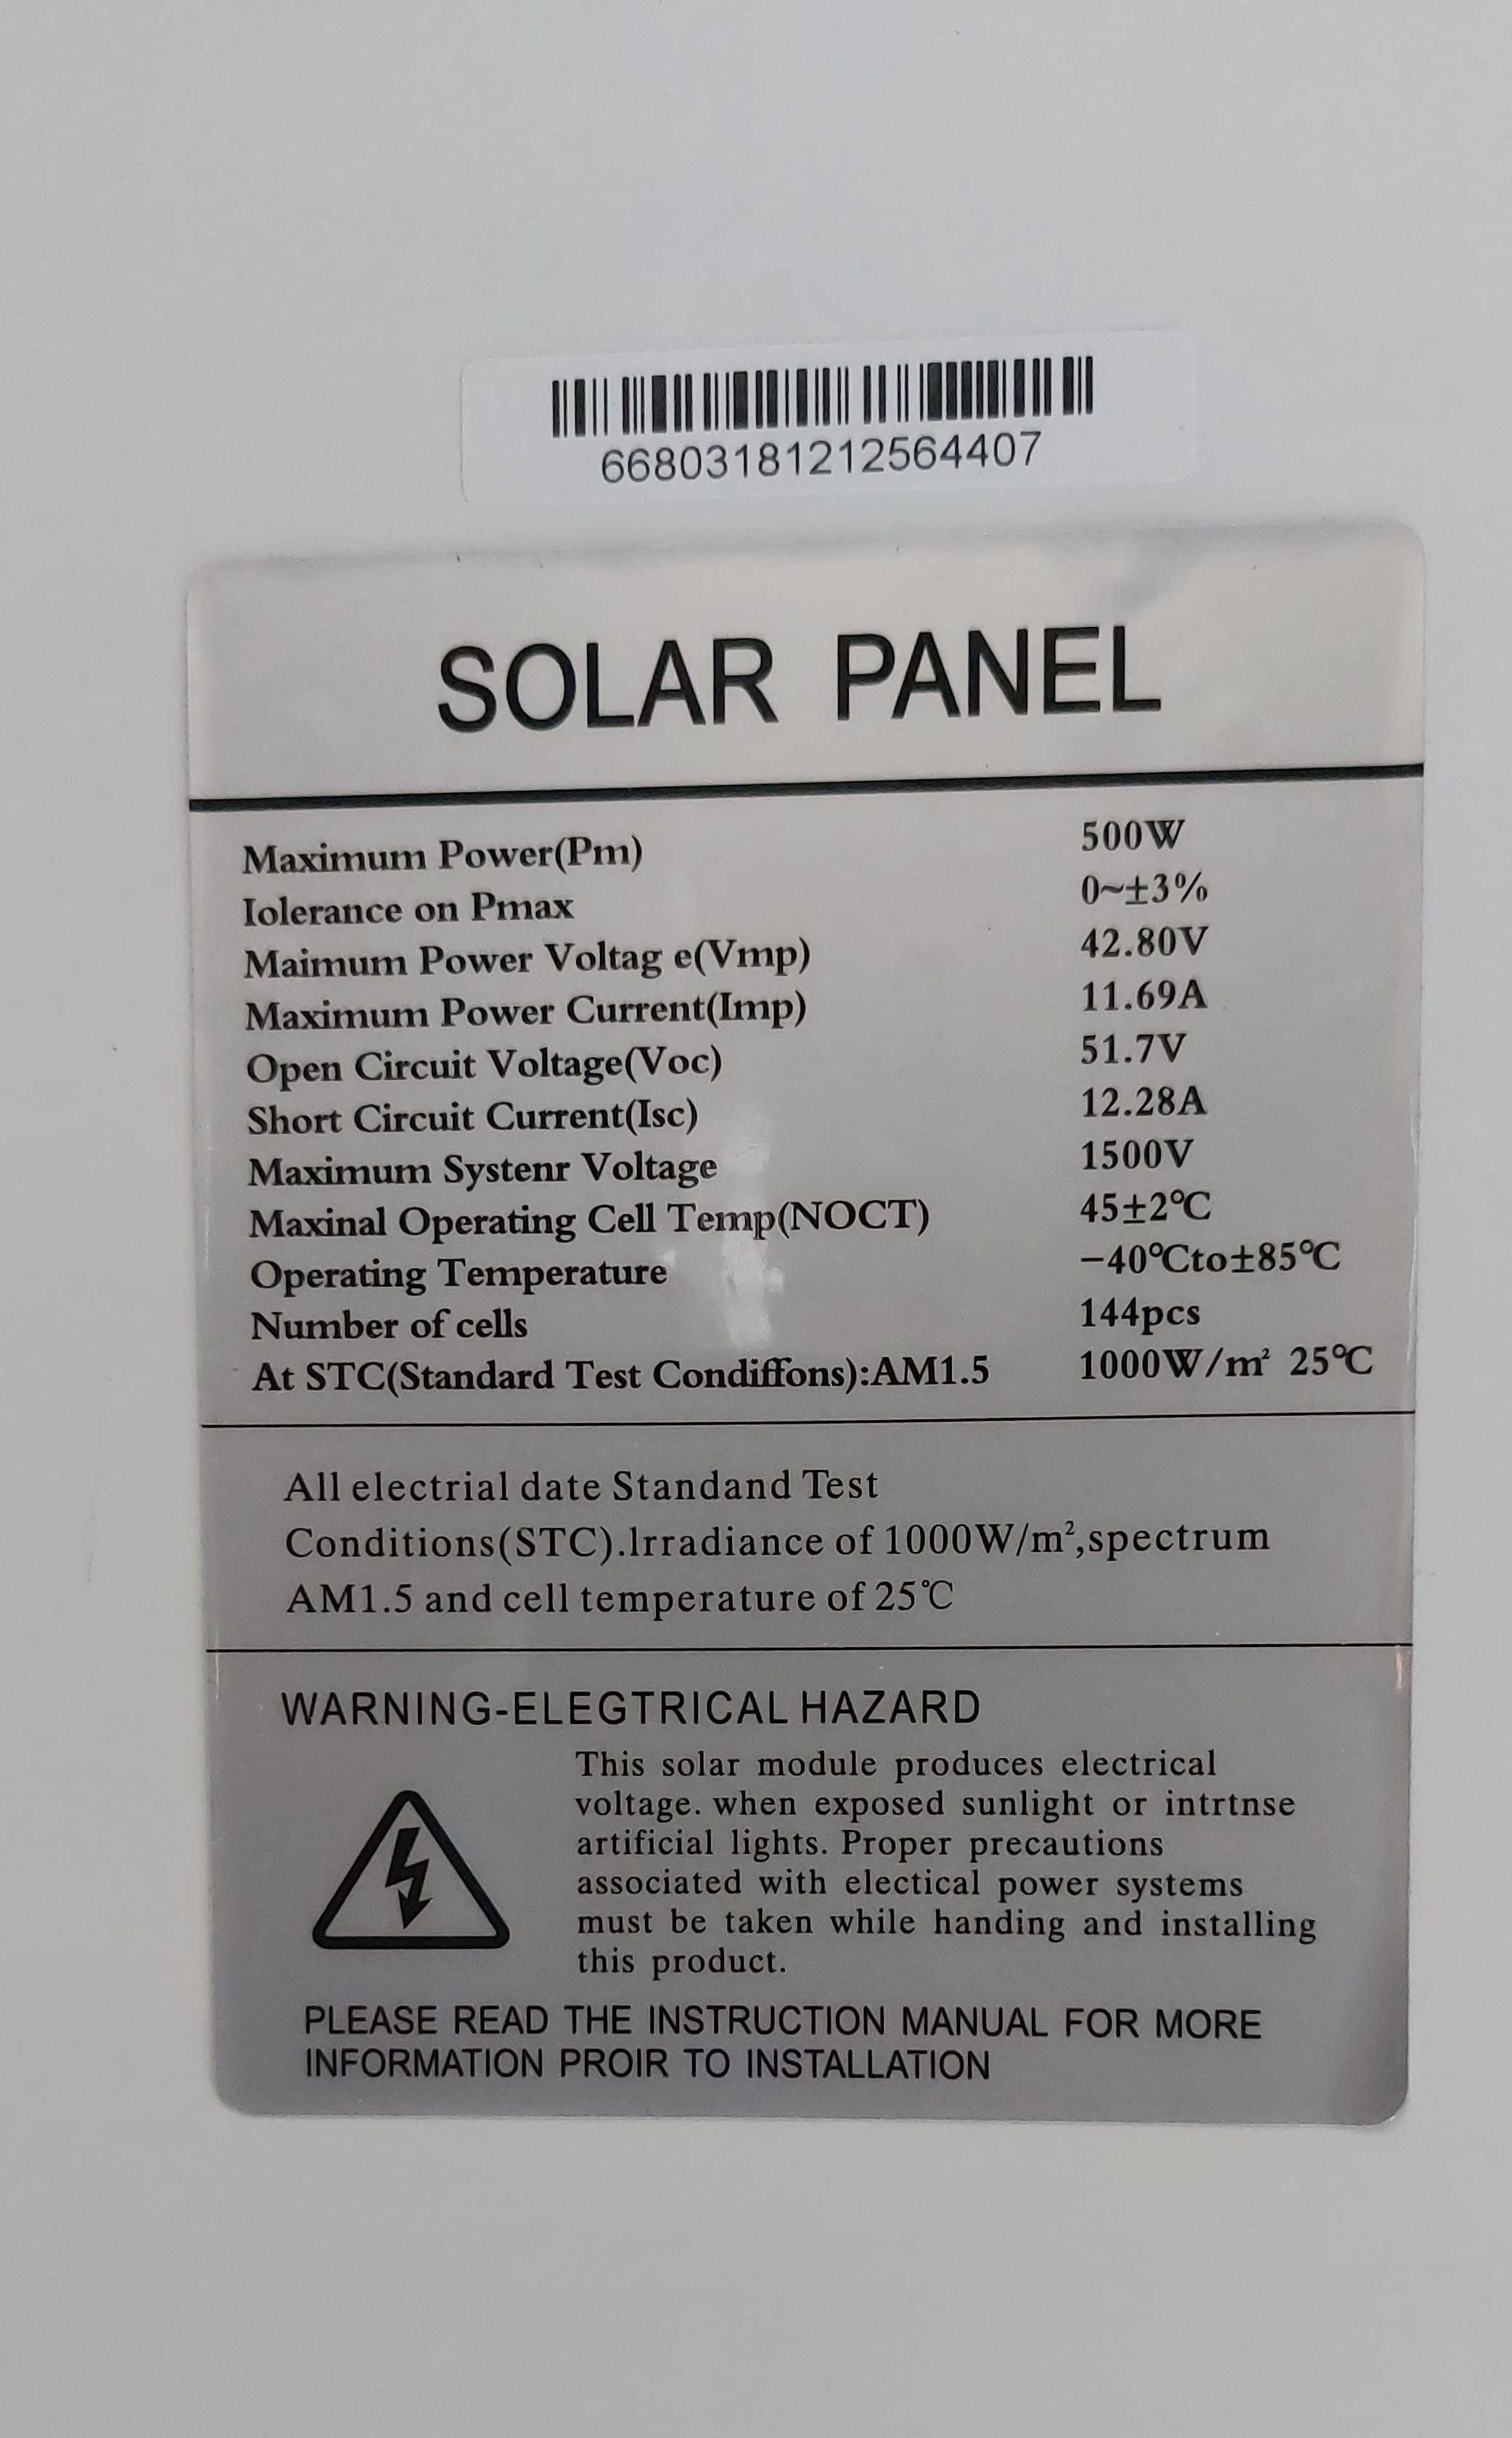 66803181212564407
SOLAR PANEL
Maximum Power(Pm) 500W
Iolerance on Pmax 0~±3%
Maimum Power Voltag e(Vmp) 42.80V
Maximum Power Current(Imp) 11.69A
Open Circuit Voltage(Voc) 51.7V
Short Circuit Current(Isc) 12.28A
Maximum Systenr Voltage 1500V
Maxinal Operating Cell Temp(NOCT) 45±2℃
Operating Temperature −40℃to±85℃
Number of cells 144pcs
At STC(Standard Test Condiffons):AM1.5 1000W/m² 25℃
All electrial date Standand Test
Conditions(STC).lrradiance of 1000W/m²,spectrum
AM1.5 and cell temperature of 25℃
WARNING-ELEGTRICAL HAZARD
This solar module produces electrical
voltage. when exposed sunlight or intrtnse
artificial lights. Proper precautions
associated with electical power systems
must be taken while handing and installing
this product.
PLEASE READ THE INSTRUCTION MANUAL FOR MORE
INFORMATION PROIR TO INSTALLATION